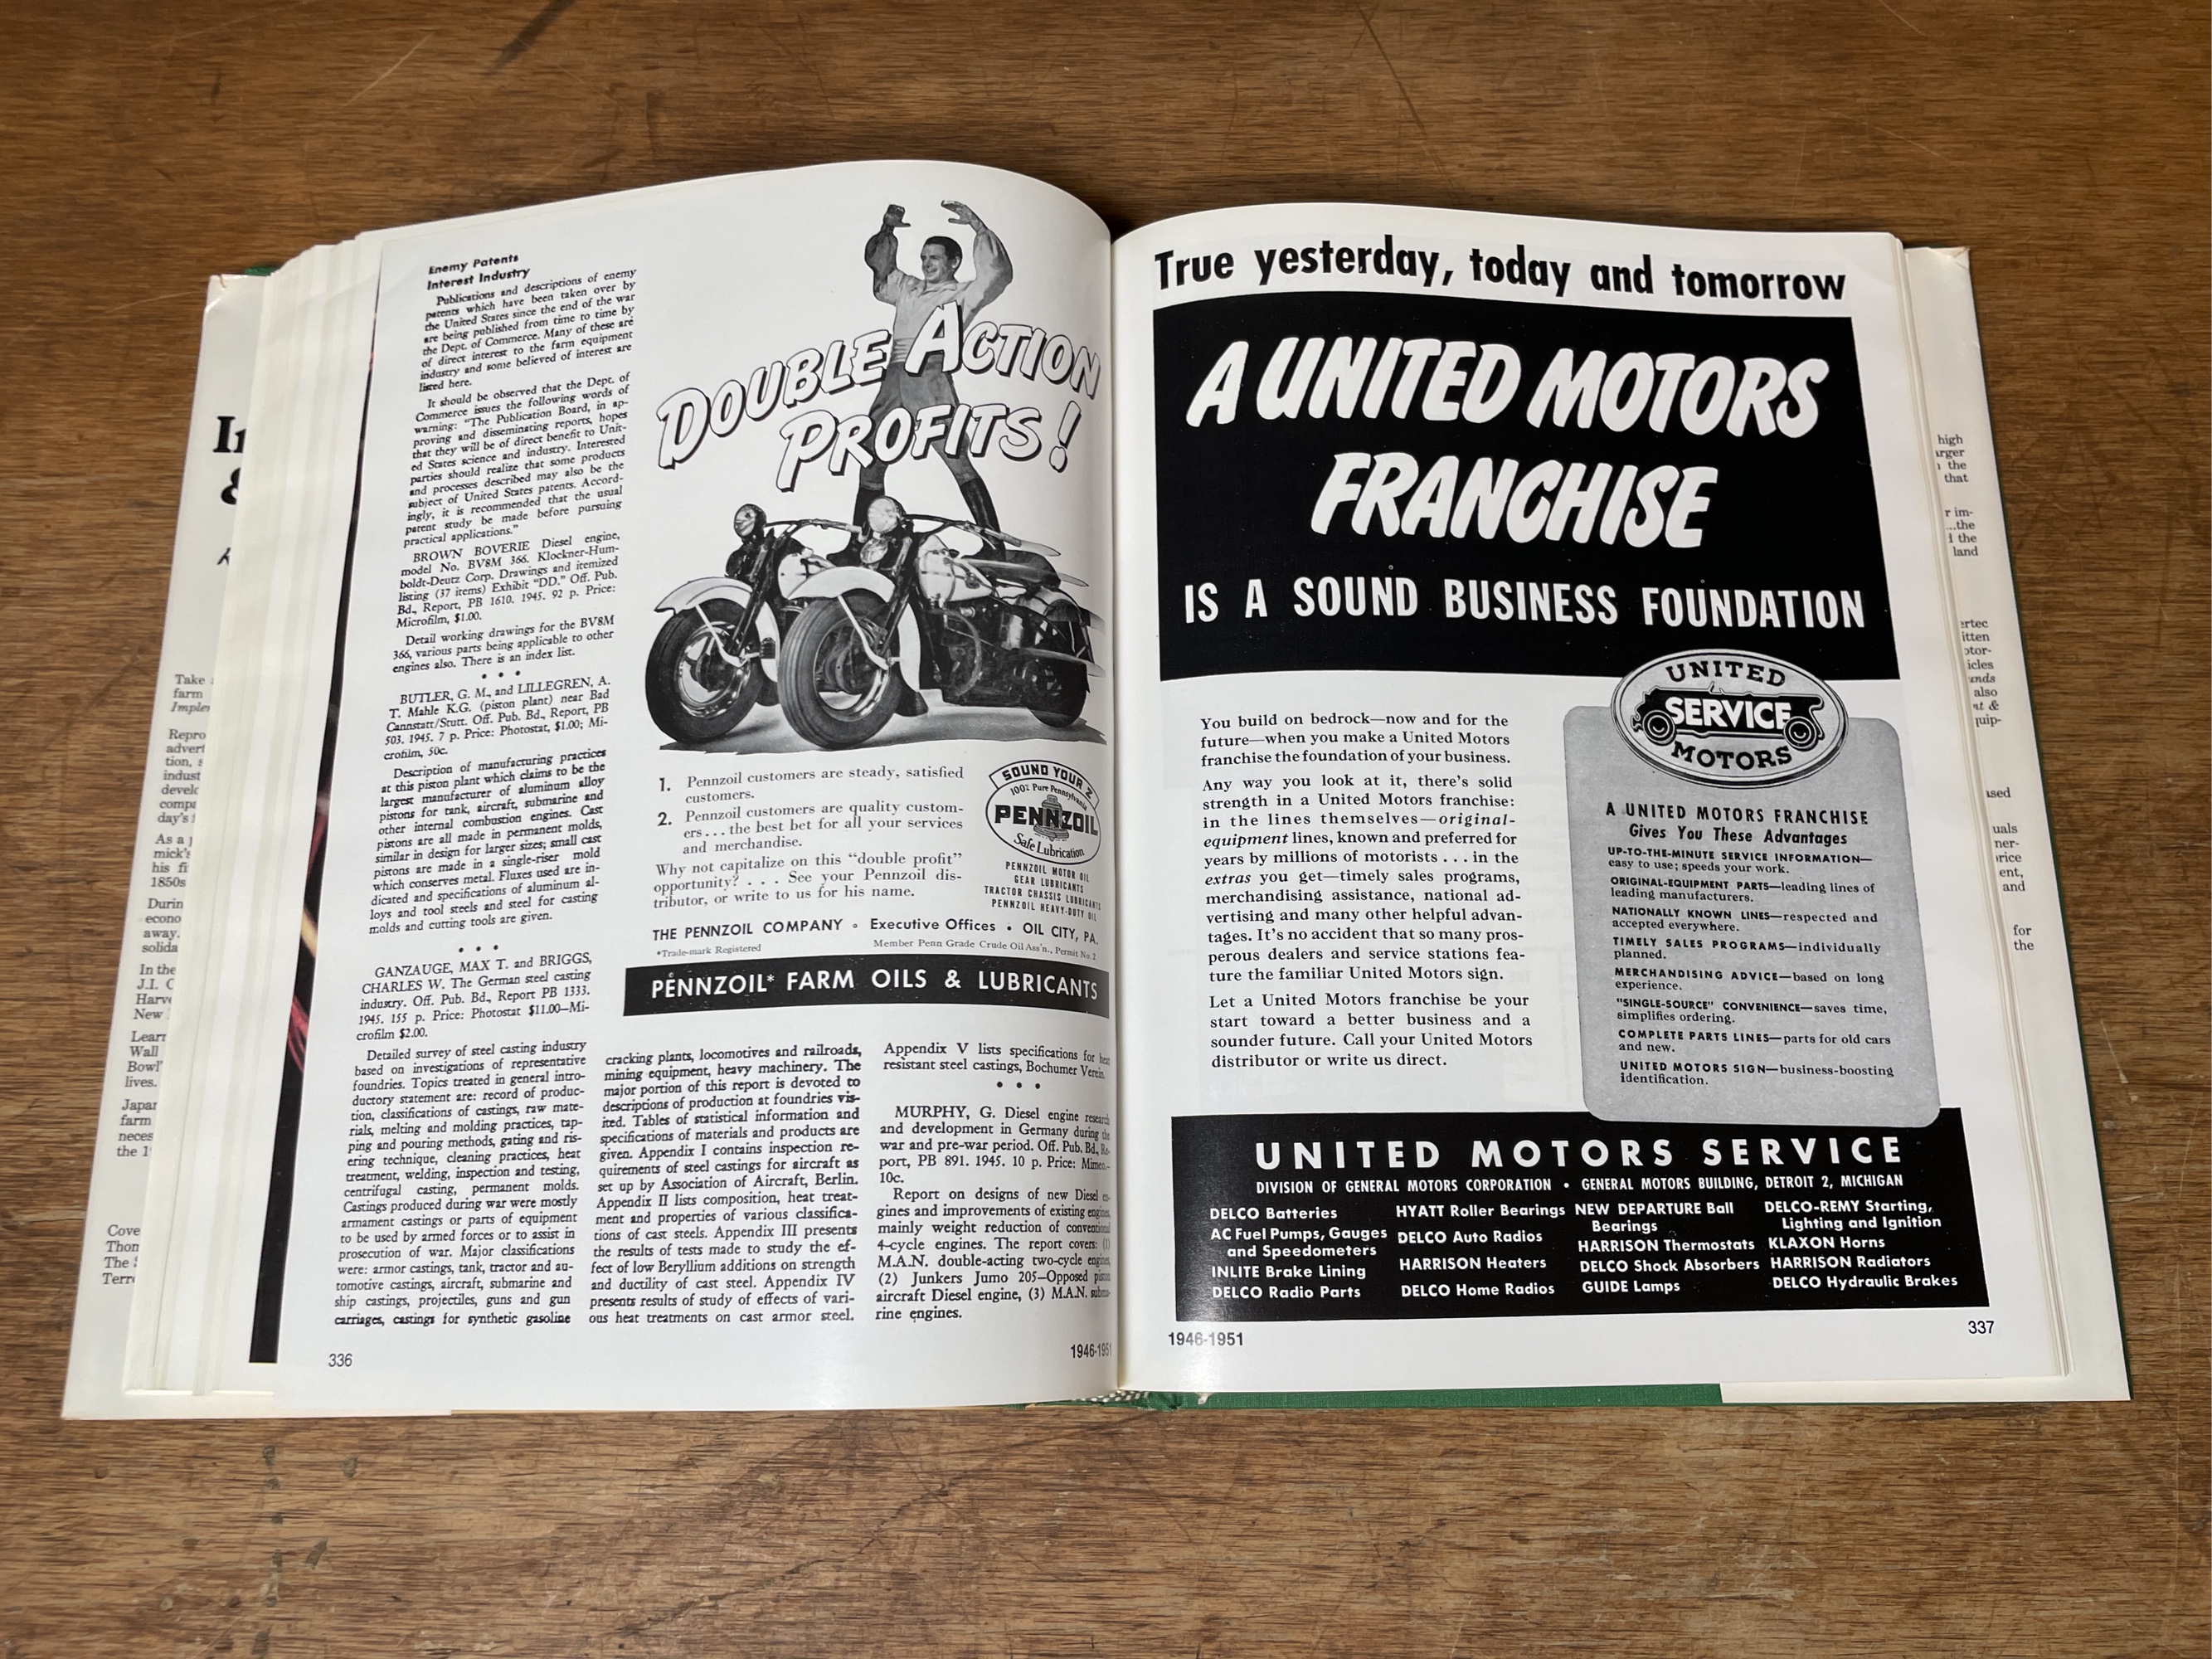 Enemy Patents
Interest Industry
Publications and descriptions of enemy
patents which have been taken over by
the United States since the end of the war
are being published from time to time by
the Dept. of Commerce. Many of these are
of direct interest to the farm equipment
industry and some believed of interest are
listed here.
It should be observed that the Dept. of
Commerce issues the following words of
warning: "The Publication Board, in ap-
proving and disseminating reports, hopes
that they will be of direct benefit to Unit-
ed States science and industry. Interested
parties should realize that some products
and processes described may also be the
subject of United States patents. Accord-
ingly, it is recommended that the usual
patent study be made before pursuing
practical applications."
BROWN BOVERIE Diesel engine,
model No. BV8M 366. Klockner-Hum-
boldt-Deutz Corp. Drawings and itemized
listing (37 items) Exhibit "DD." Off. Pub.
Bd., Report, PB 1610. 1945. 92 p. Price:
Microfilm, $1.00.
Detail working drawings for the BV8M
366, various parts being applicable to other
engines also. There is an index list.
• • •
BUTLER, G. M., and LILLEGREN, A.
T. Mahle K.G. (piston plant) near Bad
Cannstatt/Stutt. Off. Pub. Bd., Report, PB
503. 1945. 7 p. Price: Photostat, $1.00; Mi-
crofilm, 50c.
Description of manufacturing practices
at this piston plant which claims to be the
largest manufacturer of aluminum alloy
pistons for tank, aircraft, submarine and
other internal combustion engines. Cast
pistons are all made in permanent molds,
similar in design for larger sizes; small cast
pistons are made in a single-riser mold
which conserves metal. Fluxes used are in-
dicated and specifications of aluminum al-
loys and tool steels and steel for casting
molds and cutting tools are given.
• • •
GANZAUGE, MAX T. and BRIGGS,
CHARLES W. The German steel casting
industry. Off. Pub. Bd., Report PB 1333.
1945. 155 p. Price: Photostat $11.00—Mi-
crofilm $2.00.
Detailed survey of steel casting industry
based on investigations of representative
foundries. Topics treated in general intro-
ductory statement are: record of produc-
tion, classifications of castings, raw mate-
rials, melting and molding practices, tap-
ping and pouring methods, gating and ris-
ering technique, cleaning practices, heat
treatment, welding, inspection and testing,
centrifugal casting, permanent molds.
Castings produced during war were mostly
armament castings or parts of equipment
to be used by armed forces or to assist in
prosecution of war. Major classifications
were: armor castings, tank, tractor and au-
tomotive castings, aircraft, submarine and
ship castings, projectiles, guns and gun
carriages, castings for synthetic gasoline
DOUBLE ACTION
PROFITS!
1. Pennzoil customers are steady, satisfied
customers.
2. Pennzoil customers are quality custom-
ers... the best bet for all your services
and merchandise.
Why not capitalize on this "double profit"
opportunity? . . . See your Pennzoil dis-
tributor, or write to us for his name.
SOUND YOUR Z
100% Pure Pennsylvania
PENNZOIL
Safe Lubrication
PENNZOIL MOTOR OIL
GEAR LUBRICANTS
TRACTOR CHASSIS LUBRICANTS
PENNZOIL HEAVY-DUTY OIL
THE PENNZOIL COMPANY • Executive Offices • OIL CITY, PA.
*Trade-mark Registered Member Penn Grade Crude Oil Ass'n., Permit No. 2
PENNZOIL* FARM OILS & LUBRICANTS
cracking plants, locomotives and railroads,
mining equipment, heavy machinery. The
major portion of this report is devoted to
descriptions of production at foundries vis-
ited. Tables of statistical information and
specifications of materials and products are
given. Appendix I contains inspection re-
quirements of steel castings for aircraft as
set up by Association of Aircraft, Berlin.
Appendix II lists composition, heat treat-
ment and properties of various classifica-
tions of cast steels. Appendix III presents
the results of tests made to study the ef-
fect of low Beryllium additions on strength
and ductility of cast steel. Appendix IV
presents results of study of effects of vari-
ous heat treatments on cast armor steel.
Appendix V lists specifications for heat
resistant steel castings, Bochumer Verein.
• • •
MURPHY, G. Diesel engine research
and development in Germany during the
war and pre-war period. Off. Pub. Bd., Re-
port, PB 891. 1945. 10 p. Price: Mimeo.—
10c.
Report on designs of new Diesel en-
gines and improvements of existing engines,
mainly weight reduction of conventional
4-cycle engines. The report covers: (1)
M.A.N. double-acting two-cycle engines,
(2) Junkers Jumo 205—Opposed piston
aircraft Diesel engine, (3) M.A.N. subma-
rine engines.
336
1946-1951
True yesterday, today and tomorrow
A UNITED MOTORS
FRANCHISE
IS A SOUND BUSINESS FOUNDATION
You build on bedrock—now and for the
future—when you make a United Motors
franchise the foundation of your business.
Any way you look at it, there's solid
strength in a United Motors franchise:
in the lines themselves—original-
equipment lines, known and preferred for
years by millions of motorists . . . in the
extras you get—timely sales programs,
merchandising assistance, national ad-
vertising and many other helpful advan-
tages. It's no accident that so many pros-
perous dealers and service stations fea-
ture the familiar United Motors sign.
Let a United Motors franchise be your
start toward a better business and a
sounder future. Call your United Motors
distributor or write us direct.
UNITED
SERVICE
MOTORS
A UNITED MOTORS FRANCHISE
Gives You These Advantages
UP-TO-THE-MINUTE SERVICE INFORMATION—
easy to use; speeds your work.
ORIGINAL-EQUIPMENT PARTS—leading lines of
leading manufacturers.
NATIONALLY KNOWN LINES—respected and
accepted everywhere.
TIMELY SALES PROGRAMS—individually
planned.
MERCHANDISING ADVICE—based on long
experience.
"SINGLE-SOURCE" CONVENIENCE—saves time,
simplifies ordering.
COMPLETE PARTS LINES—parts for old cars
and new.
UNITED MOTORS SIGN—business-boosting
identification.
UNITED MOTORS SERVICE
DIVISION OF GENERAL MOTORS CORPORATION • GENERAL MOTORS BUILDING, DETROIT 2, MICHIGAN
DELCO Batteries
AC Fuel Pumps, Gauges
and Speedometers
INLITE Brake Lining
DELCO Radio Parts
HYATT Roller Bearings
DELCO Auto Radios
HARRISON Heaters
DELCO Home Radios
NEW DEPARTURE Ball
Bearings
HARRISON Thermostats
DELCO Shock Absorbers
GUIDE Lamps
DELCO-REMY Starting,
Lighting and Ignition
KLAXON Horns
HARRISON Radiators
DELCO Hydraulic Brakes
1946-1951
337
Take
farm
Repro
advert
industr
1850s
In the
J.I. C
New
Learn
Wall
Bowl'
lives.
Japan
farm
neces
the 1
Cove
Thon
The
Terr
high
the
that
the
the
land
also
and
for
the